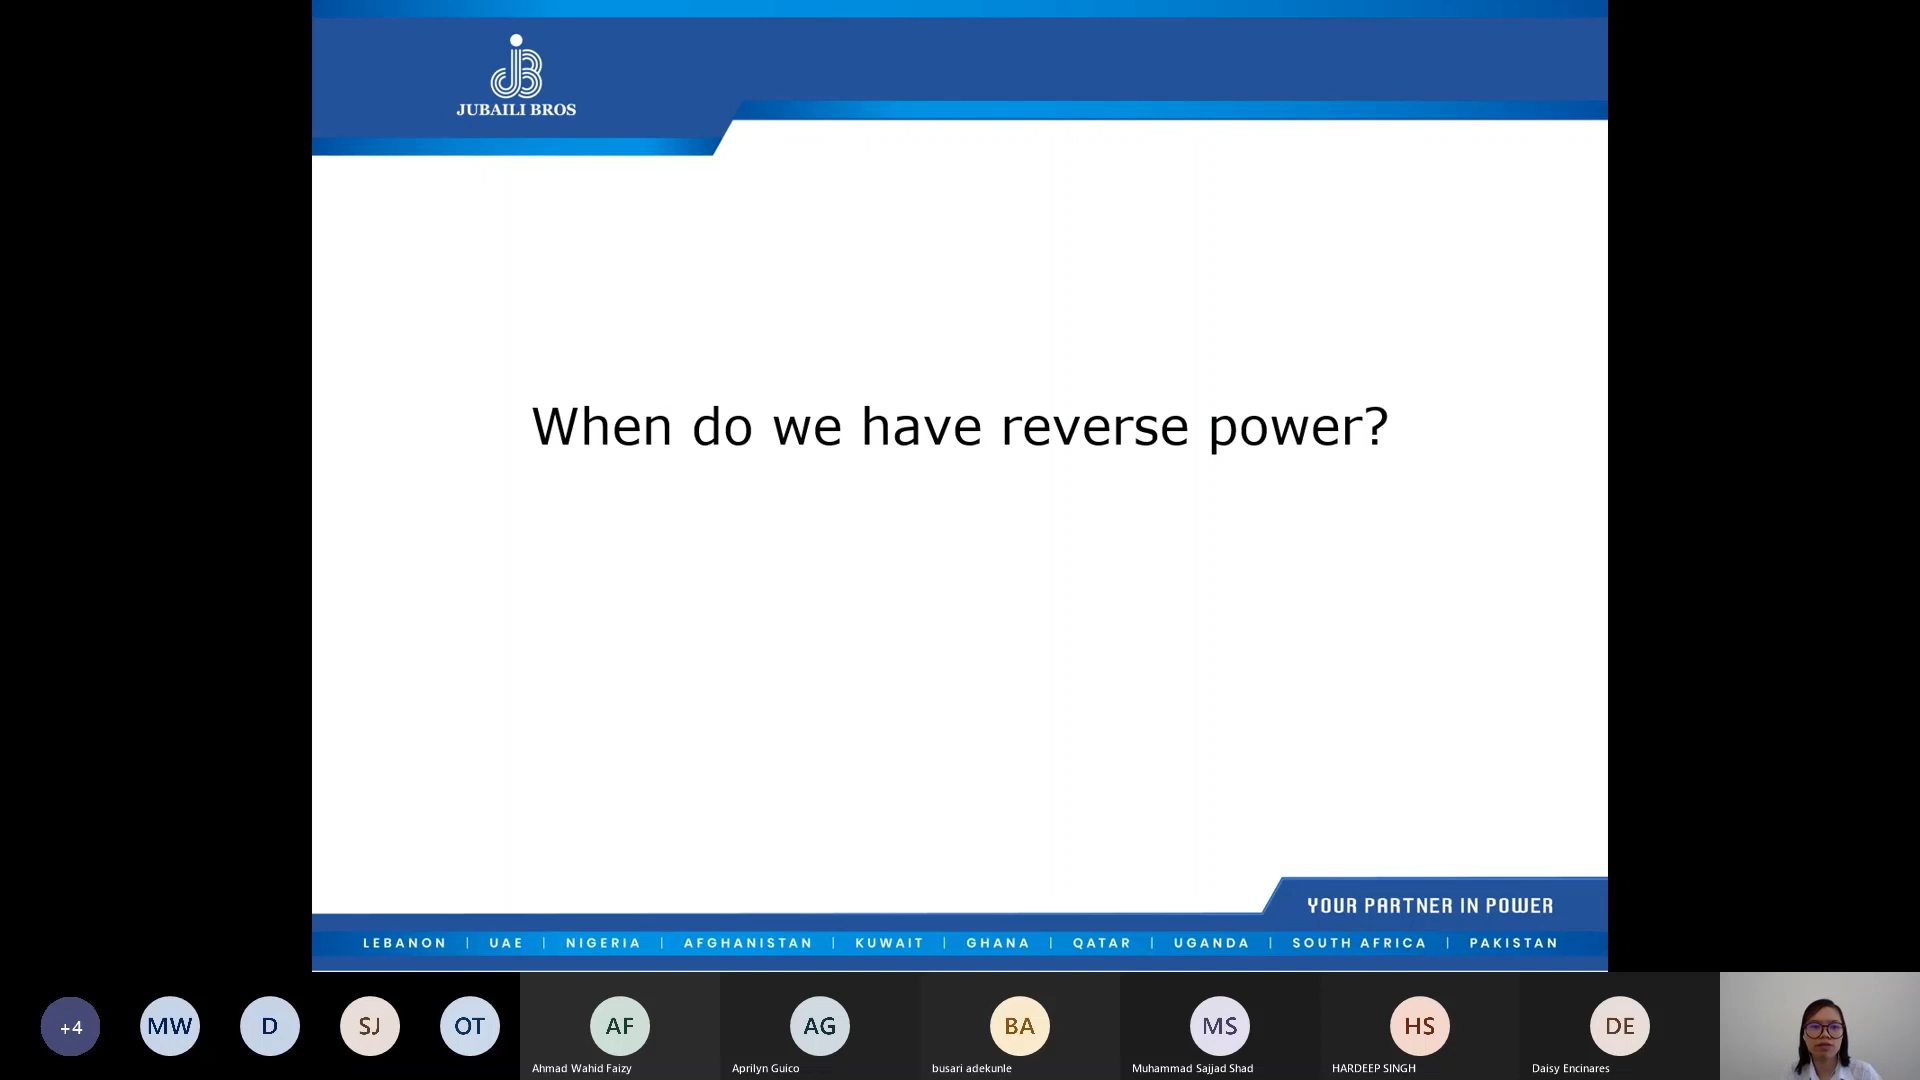 JUBAILI BROS
When do we have reverse power?
YOUR PARTNER IN POWER
LEBANON | UAE | NIGERIA | AFGHANISTAN | KUWAIT | GHANA | QATAR | UGANDA | SOUTH AFRICA | PAKISTAN
+4 MW D SJ OT AF AG BA MS HS DE
Ahmad Wahid Faizy Aprilyn Guico busari adekunle Muhammad Sajjad Shad HARDEEP SINGH Daisy Encinares